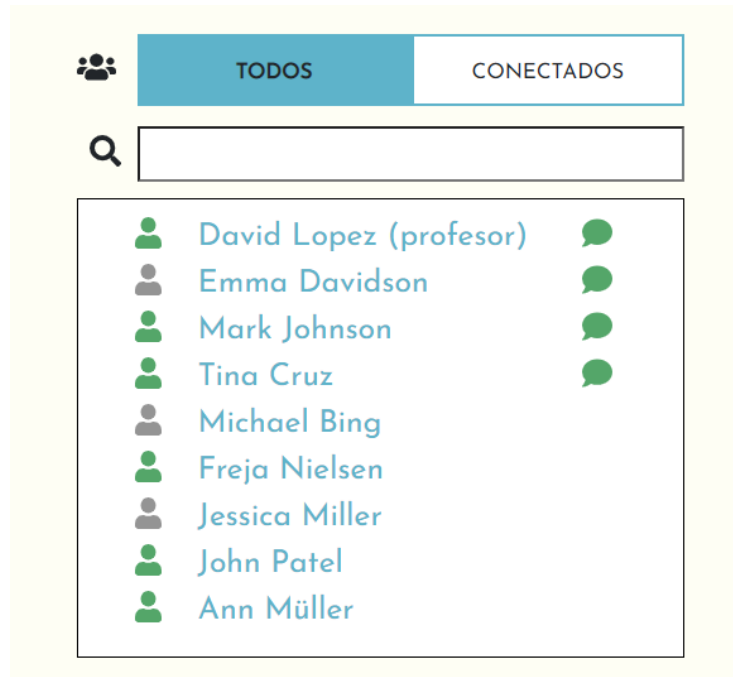 TODOS CONECTADOS
David Lopez (profesor)
Emma Davidson
Mark Johnson
Tina Cruz
Michael Bing
Freja Nielsen
Jessica Miller
John Patel
Ann Müller